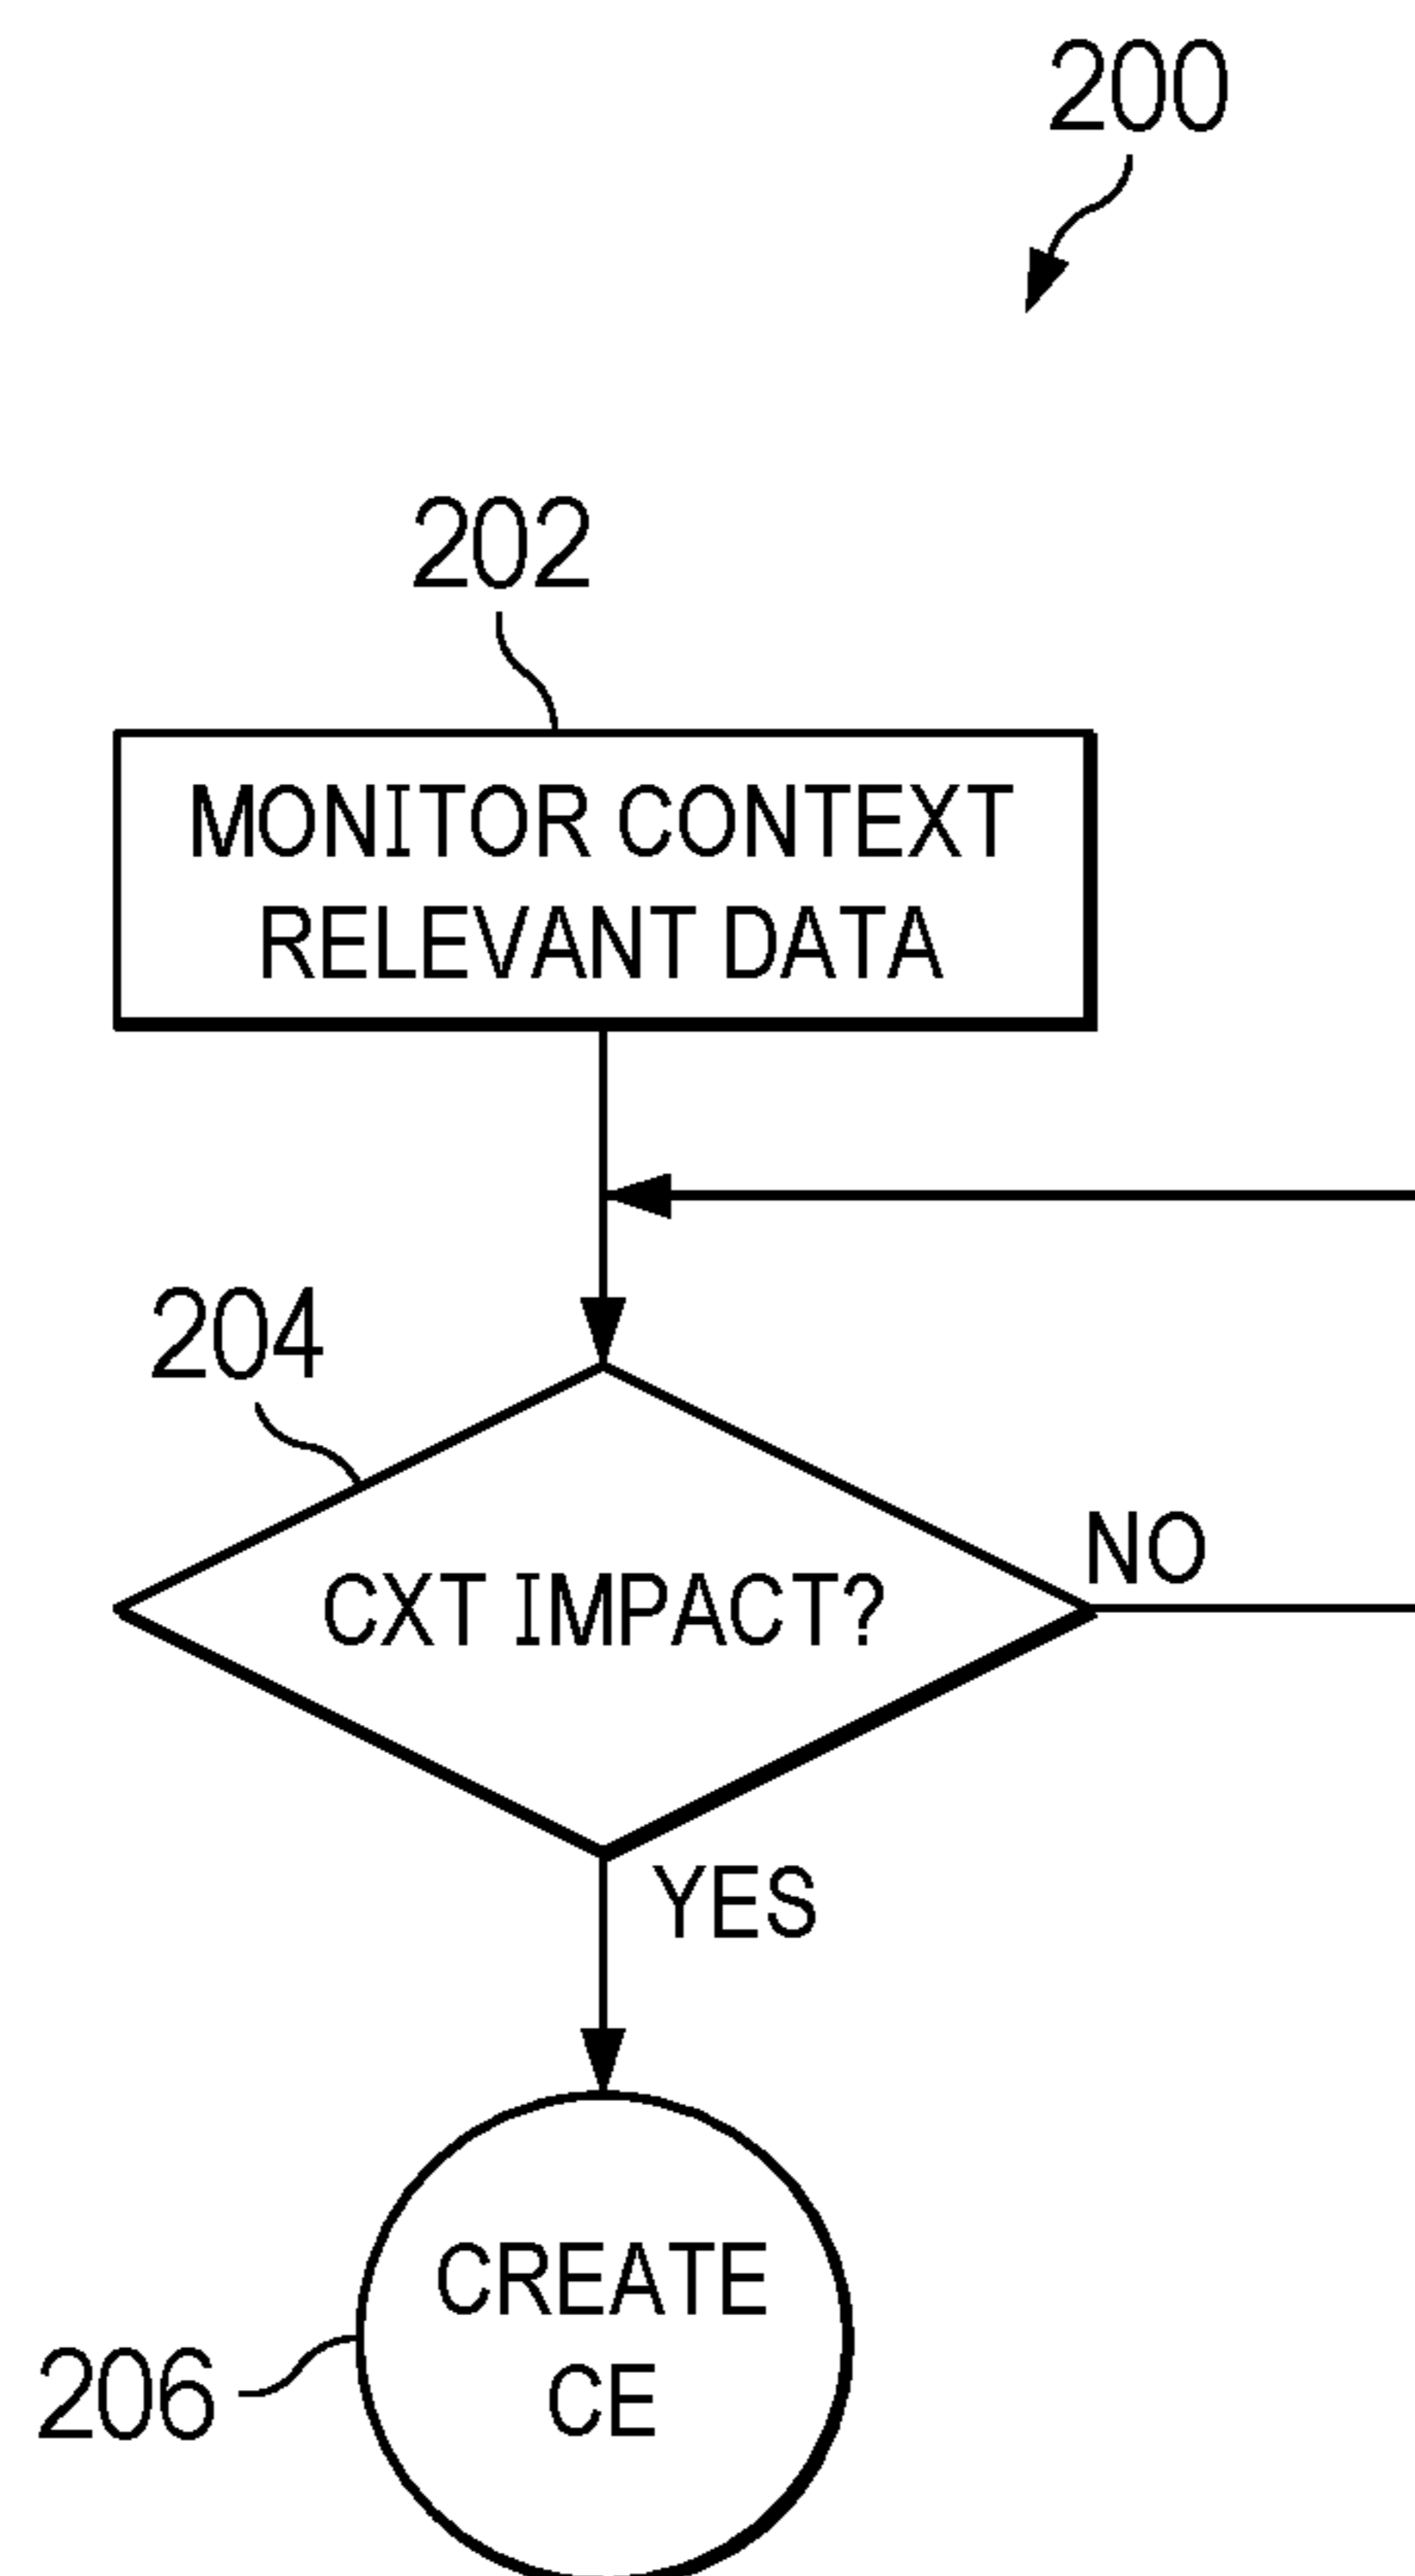 200
202
MONITOR CONTEXT
RELEVANT DATA
204
CXT IMPACT?
NO
YES
CREATE
CE
206